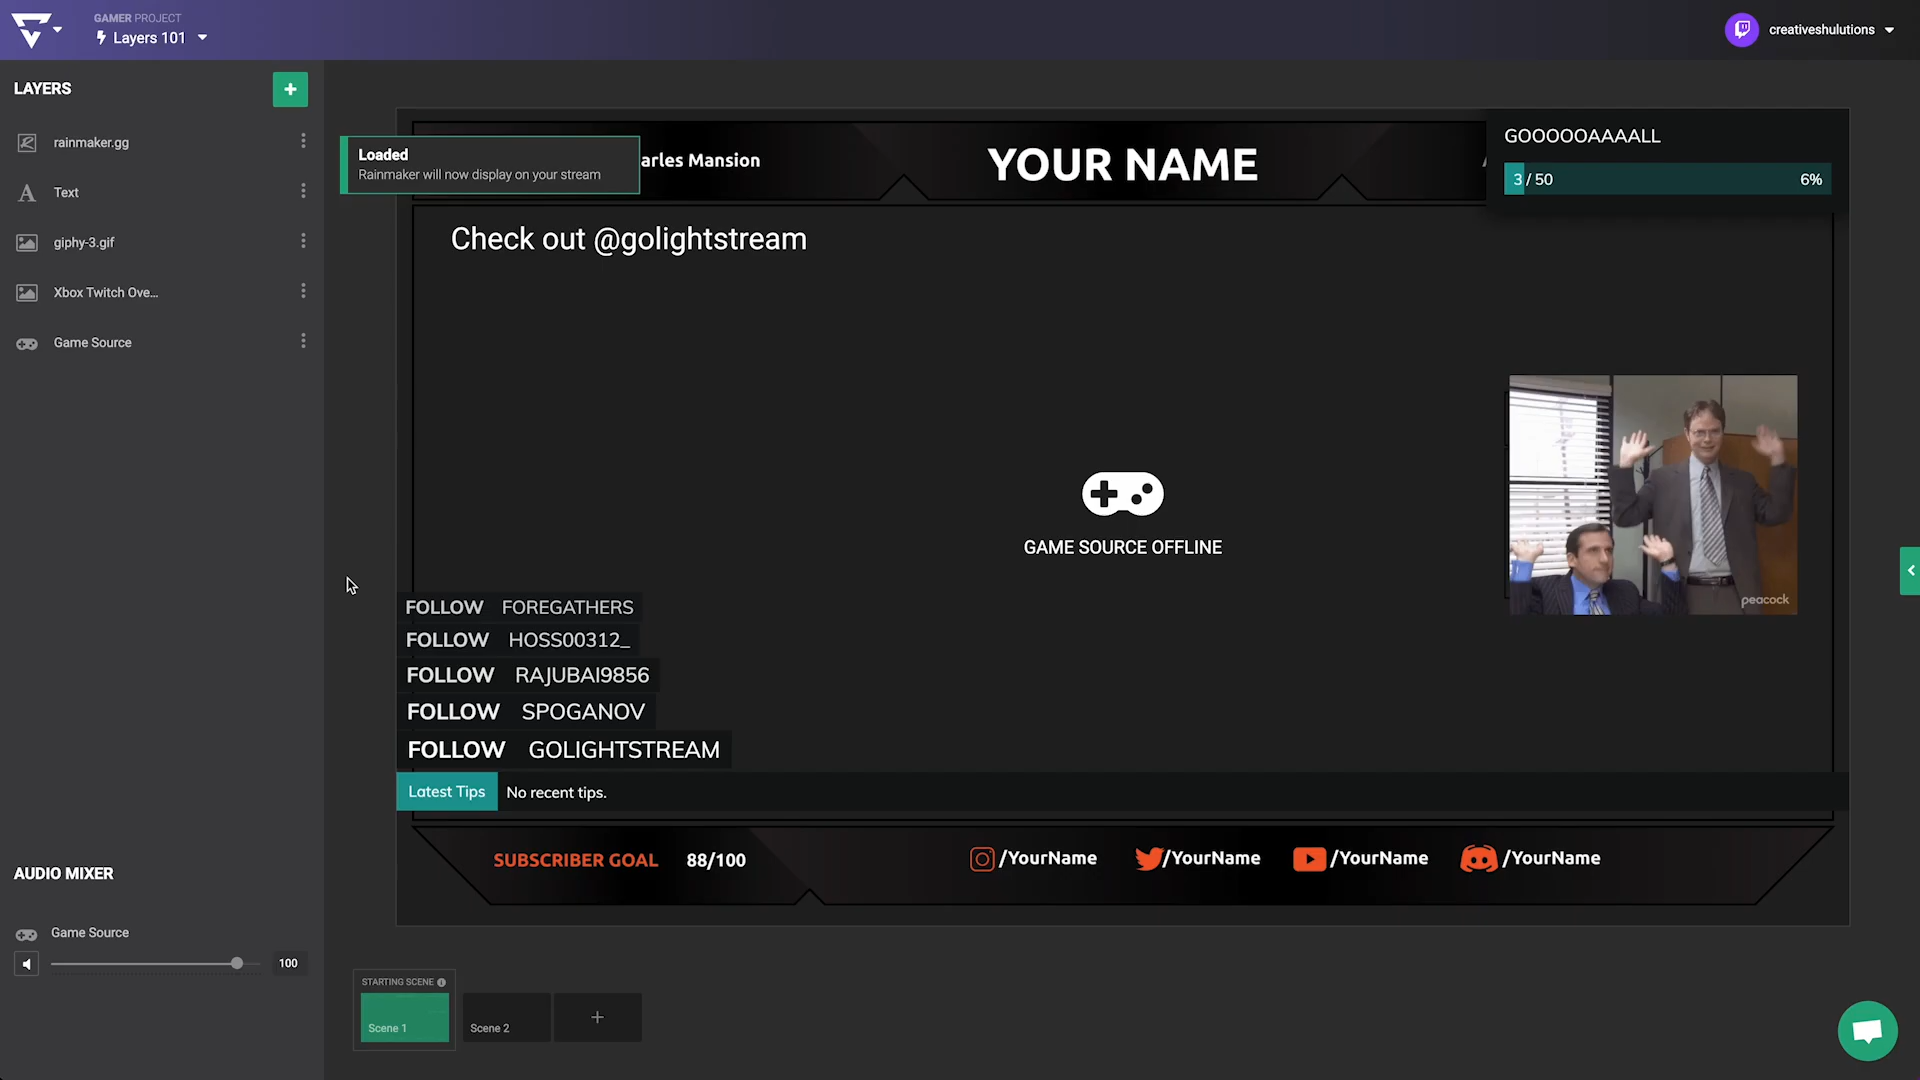 GAMER PROJECT
Layers 101
creativeshulutions
LAYERS
+
rainmaker.gg
Text
giphy-3.gif
Xbox Twitch Ove...
Game Source
Loaded
Rainmaker will now display on your stream
arles Mansion
YOUR NAME
GOOOOOAAAALL
3 / 50 6%
Check out @golightstream
GAME SOURCE OFFLINE
peacock
FOLLOW FOREGATHERS
FOLLOW HOSS00312_
FOLLOW RAJUBAI9856
FOLLOW SPOGANOV
FOLLOW GOLIGHTSTREAM
Latest Tips No recent tips.
SUBSCRIBER GOAL 88/100 /YourName /YourName /YourName /YourName
AUDIO MIXER
Game Source
100
STARTING SCENE
Scene 1
Scene 2
+